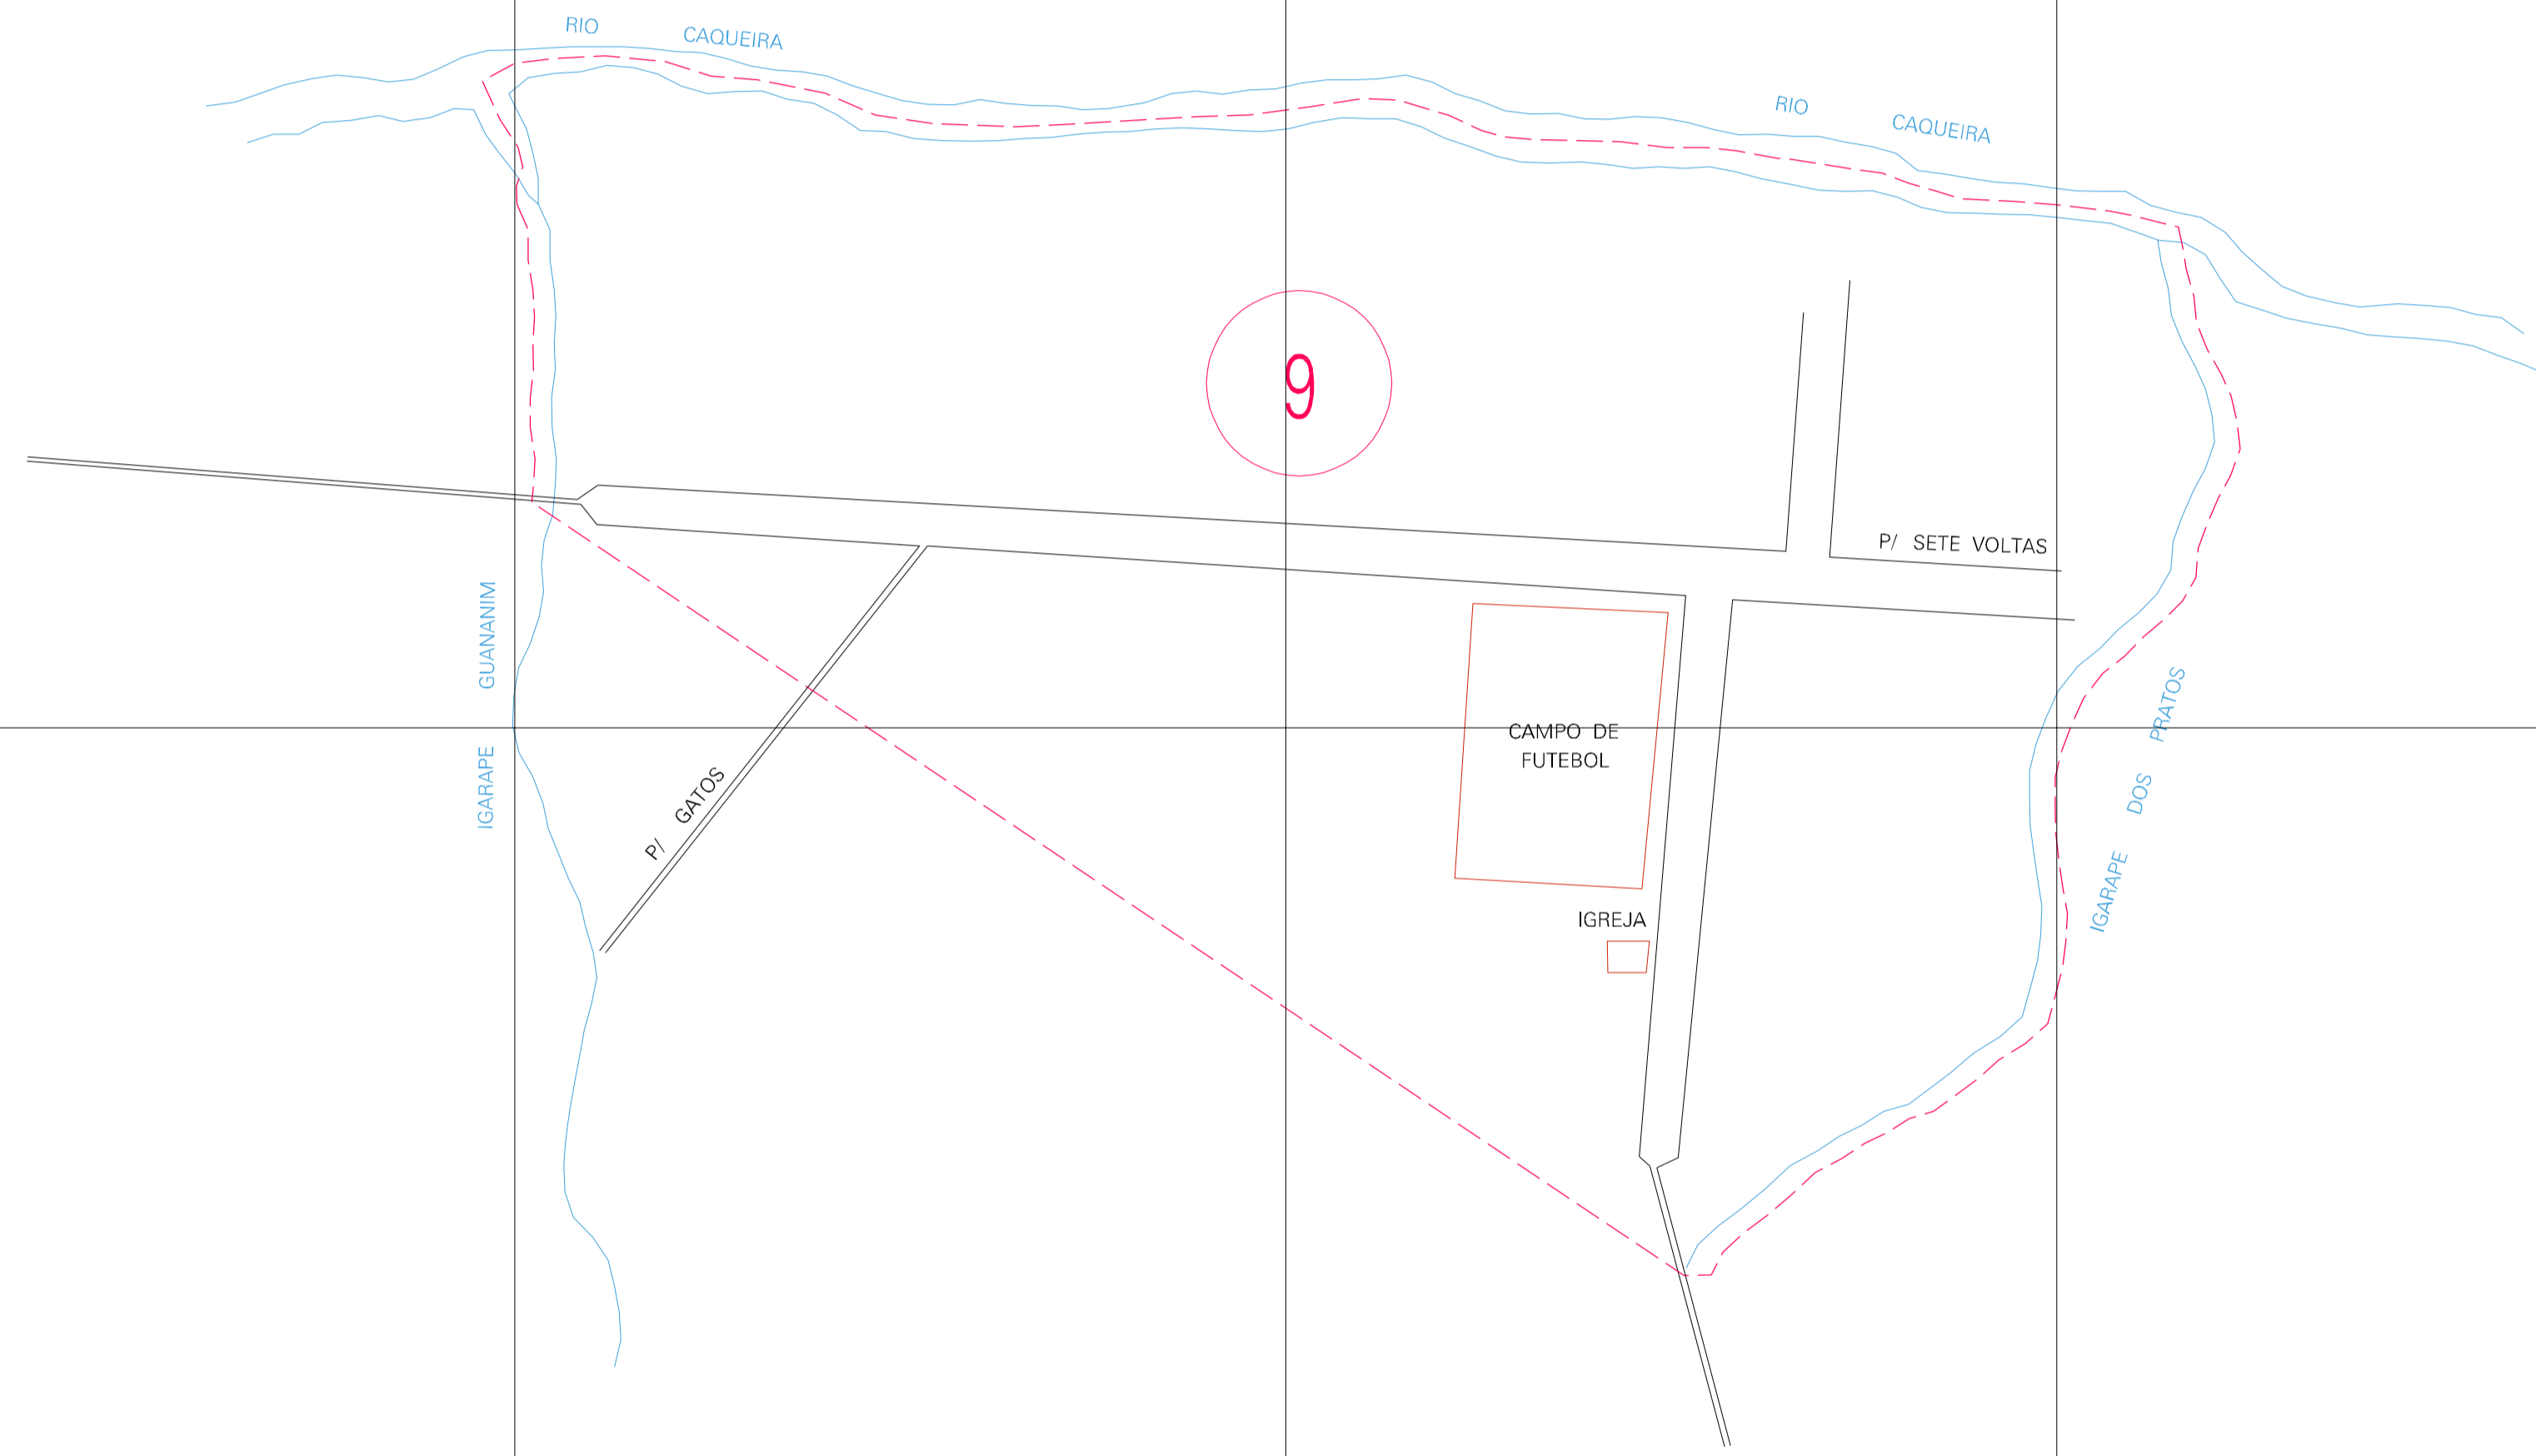 RIO CAQUEIRA
RIO CAQUEIRA
9
P/ SETE VOLTAS
IGARAPE GUANANIM
IGARAPE DOS PRATOS
CAMPO DE
FUTEBOL
P/ GATOS
IGREJA